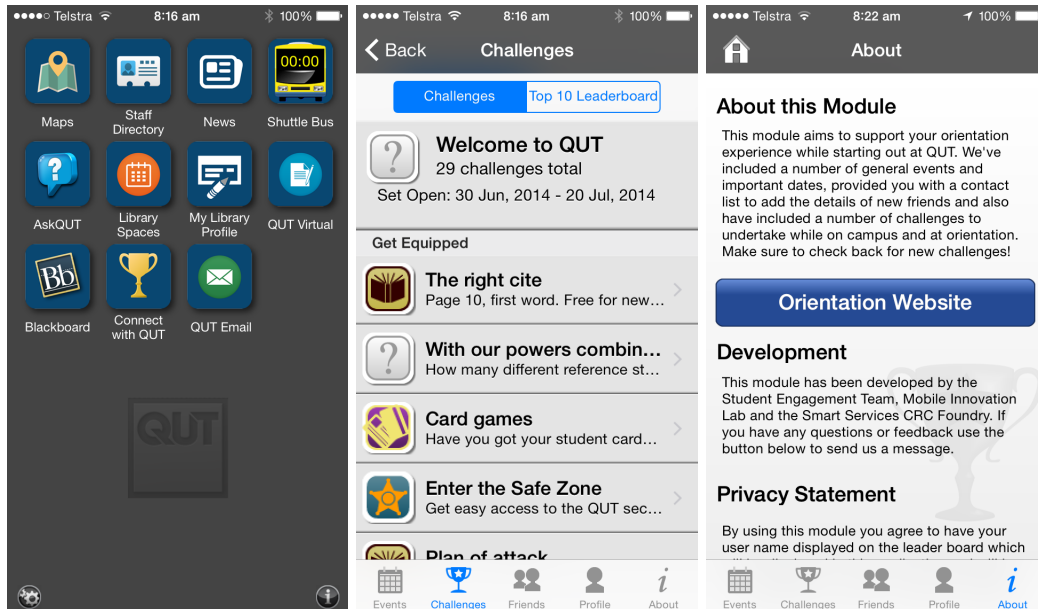 Telstra 8:16 am 100%
00:00
Maps
Staff
Directory
News
Shuttle Bus
?
AskQUT
Library
Spaces
My Library
Profile
QUT Virtual
Bb
Blackboard
Connect
with QUT
QUT Email
QUT
Telstra 8:16 am 100%
Back Challenges
Challenges Top 10 Leaderboard
?
Welcome to QUT
29 challenges total
Set Open: 30 Jun, 2014 - 20 Jul, 2014
Get Equipped
The right cite
Page 10, first word. Free for new...
?
With our powers combin...
How many different reference st...
Card games
Have you got your student card...
Enter the Safe Zone
Get easy access to the QUT sec...
Plan of attack
Events Challenges Friends Profile About
Telstra 8:22 am 100%
About
About this Module
This module aims to support your orientation
experience while starting out at QUT. We've
included a number of general events and
important dates, provided you with a contact
list to add the details of new friends and also
have included a number of challenges to
undertake while on campus and at orientation.
Make sure to check back for new challenges!
Orientation Website
Development
This module has been developed by the
Student Engagement Team, Mobile Innovation
Lab and the Smart Services CRC Foundry. If
you have any questions or feedback use the
button below to send us a message.
Privacy Statement
By using this module you agree to have your
user name displayed on the leader board which
Events Challenges Friends Profile About